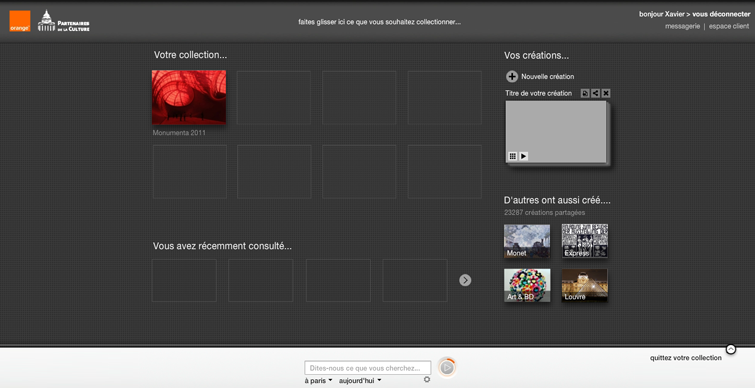 orange
PARTENAIRES
DE LA CULTURE
faites glisser ici ce que vous souhaitez collectionner...
bonjour Xavier > vous déconnecter
messagerie | espace client
Votre collection...
Monumenta 2011
Vous avez récemment consulté...
Vos créations...
Nouvelle création
Titre de votre création
D'autres ont aussi créé....
23287 créations partagées
Monet
Express
Art & BD
Louvre
Dites-nous ce que vous cherchez...
à paris
aujourd'hui
quittez votre collection